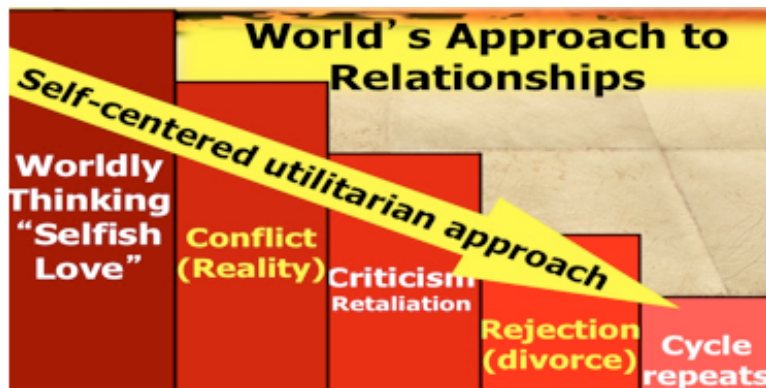 World's Approach to
Relationships
Self-centered utilitarian approach
Worldly
Thinking
"Selfish
Love"
Conflict
(Reality)
Criticism
Retaliation
Rejection
(divorce)
Cycle
repeats